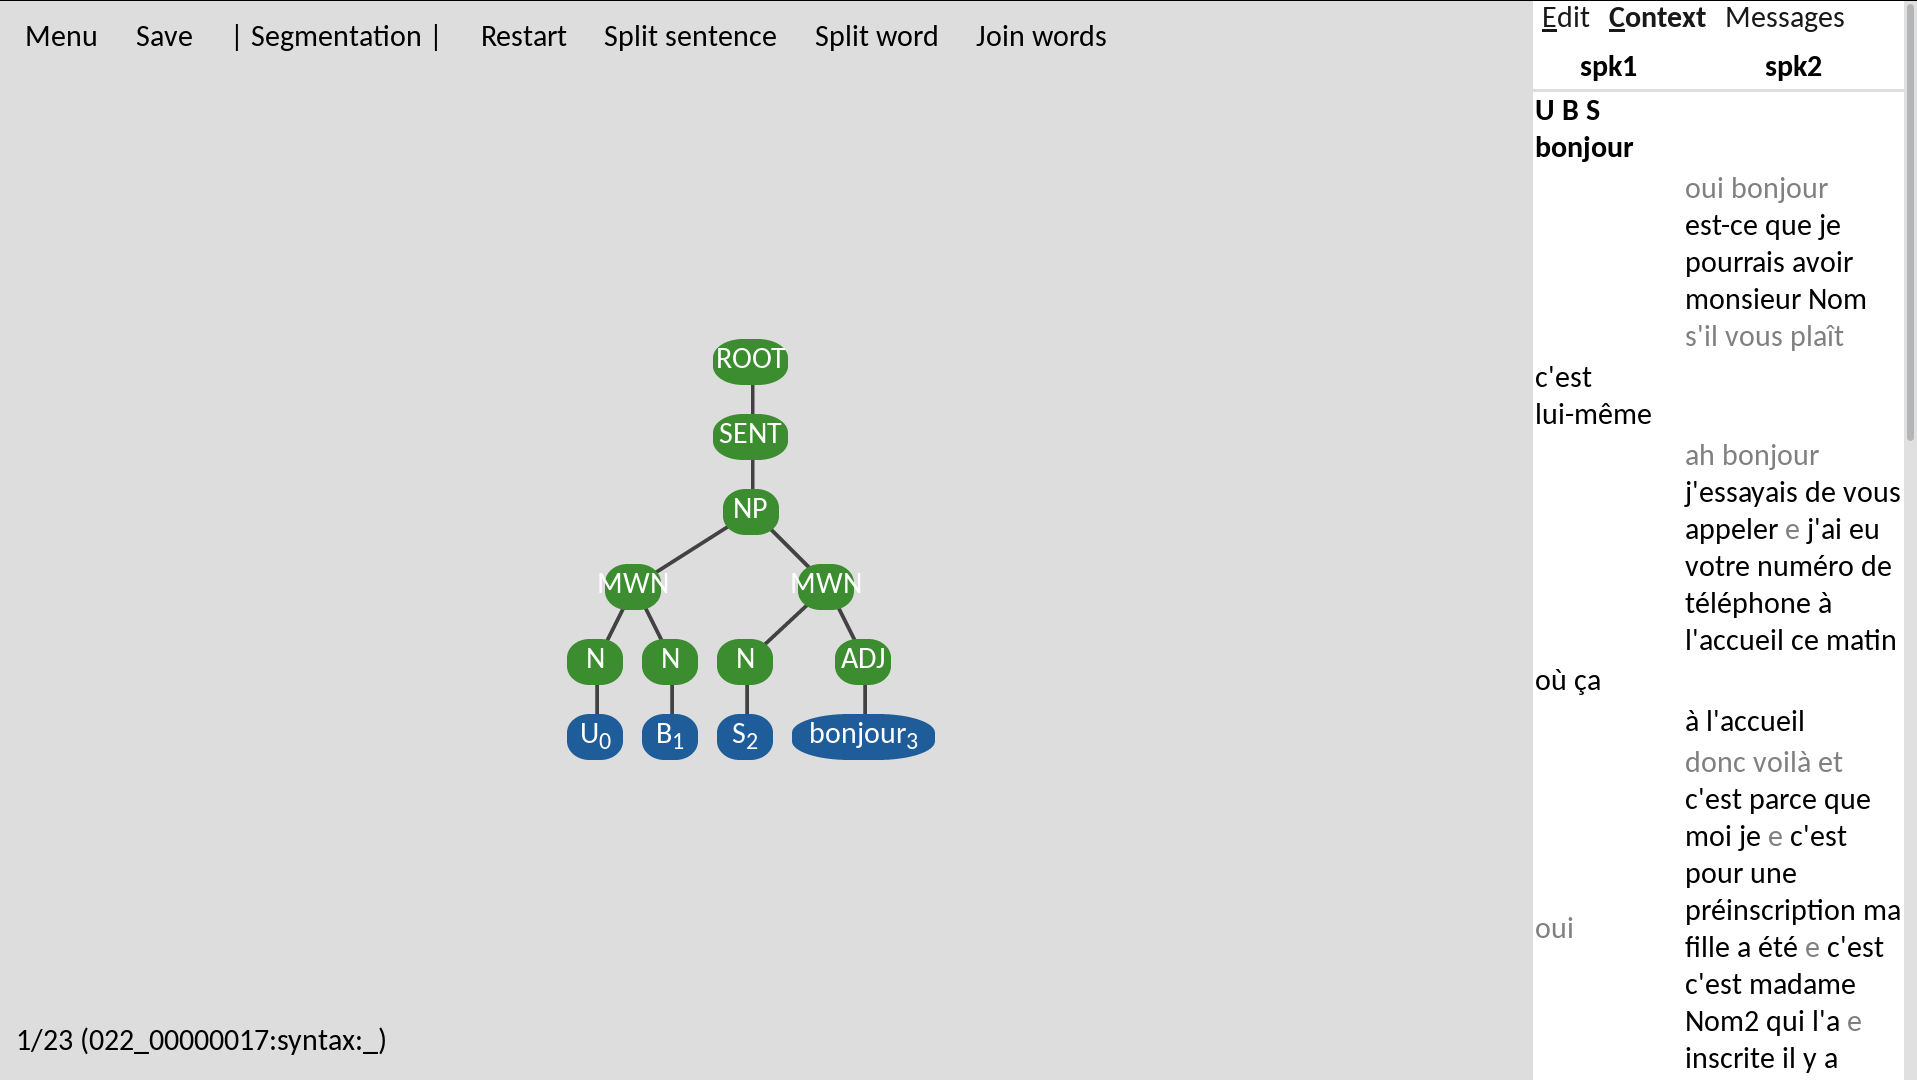 Menu Save | Segmentation | Restart Split sentence Split word Join words
ROOT
SENT
NP
MWN MWN
N N N ADJ
U0 B1 S2 bonjour3
1/23 (022_00000017:syntax:_)
Edit Context Messages
spk1 spk2
U B S
bonjour
oui bonjour
est-ce que je
pourrais avoir
monsieur Nom
s'il vous plaît
c'est
lui-même
ah bonjour
j'essayais de vous
appeler e j'ai eu
votre numéro de
téléphone à
l'accueil ce matin
où ça
à l'accueil
donc voilà et
c'est parce que
moi je e c'est
pour une
préinscription ma
oui
fille a été e c'est
c'est madame
Nom2 qui l'a e
inscrite il y a